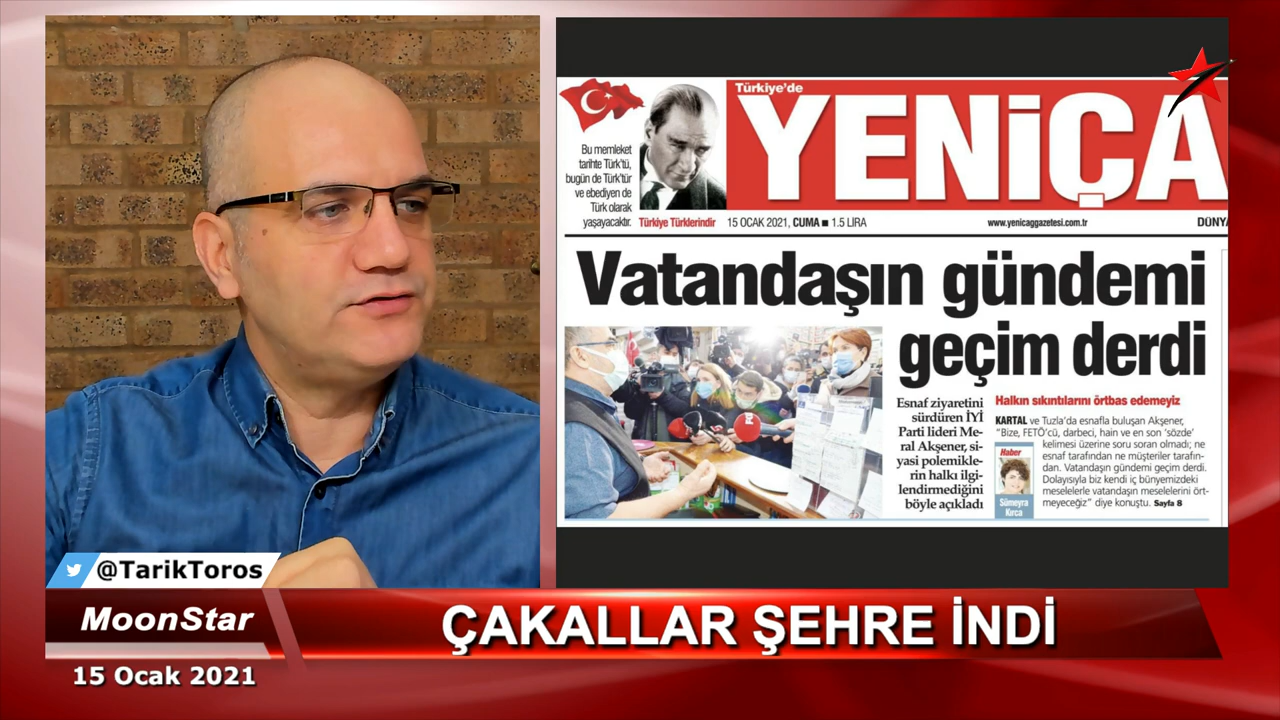 Türkiye'de
YENİÇA
Bu memleket
tarihte Türk'tü,
bugün de Türk'tür
ve ebediyen de
Türk olarak
yaşayacaktır.
Türkiye Türklerindir
15 OCAK 2021, CUMA ■ 1.5 LIRA
www.yenicaggazetesi.com.tr
DÜNYA
Vatandaşın gündemi
geçim derdi
Esnaf ziyaretini
sürdüren İYİ
Parti lideri Me-
ral Akşener, si-
yasi polemikle-
rin halkı ilgi-
lendirmediğini
böyle açıkladı
Halkın sıkıntılarını örtbas edemeyiz
KARTAL ve Tuzla'da esnafla buluşan Akşener,
"Bize, FETÖ'cü, darbeci, hain ve en son 'sözde'
kelimesi üzerine soru soran olmadı; ne
esnaf tarafından ne müşteriler tarafın-
dan. Vatandaşın gündemi geçim derdi.
Dolayısıyla biz kendi iç bünyemizdeki
meselelerle vatandaşın meselelerini ört-
meyeceğiz" diye konuştu. Sayfa 8
Haber
Sümeyra
Kırca
@TarikToros
MoonStar
ÇAKALLAR ŞEHRE İNDİ
15 Ocak 2021